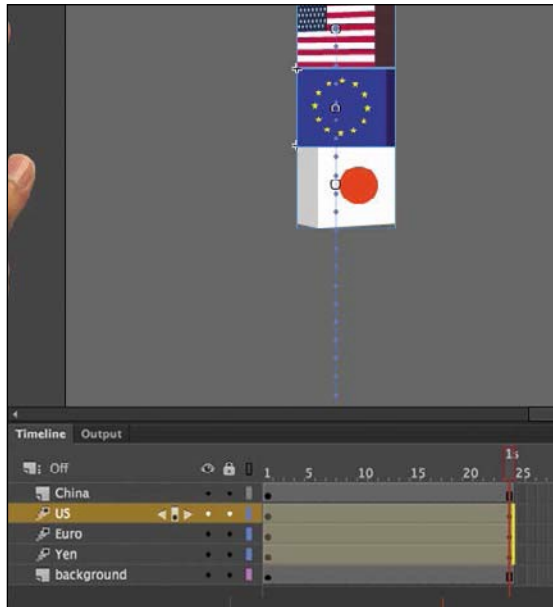 Timeline Output
1s
Off 1 5 10 15 20 25
China
US
Euro
Yen
background